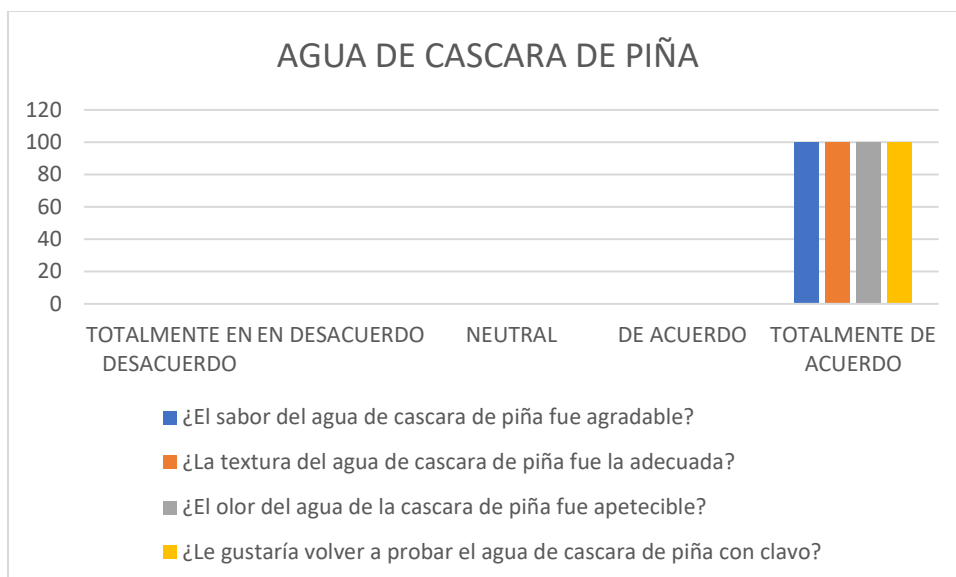 AGUA DE CASCARA DE PIÑA
120
100
80
60
40
20
0
TOTALMENTE EN DESACUERDO
EN DESACUERDO
NEUTRAL
DE ACUERDO
TOTALMENTE DE ACUERDO
¿El sabor del agua de cascara de piña fue agradable?
¿La textura del agua de cascara de piña fue la adecuada?
¿El olor del agua de la cascara de piña fue apetecible?
¿Le gustaría volver a probar el agua de cascara de piña con clavo?